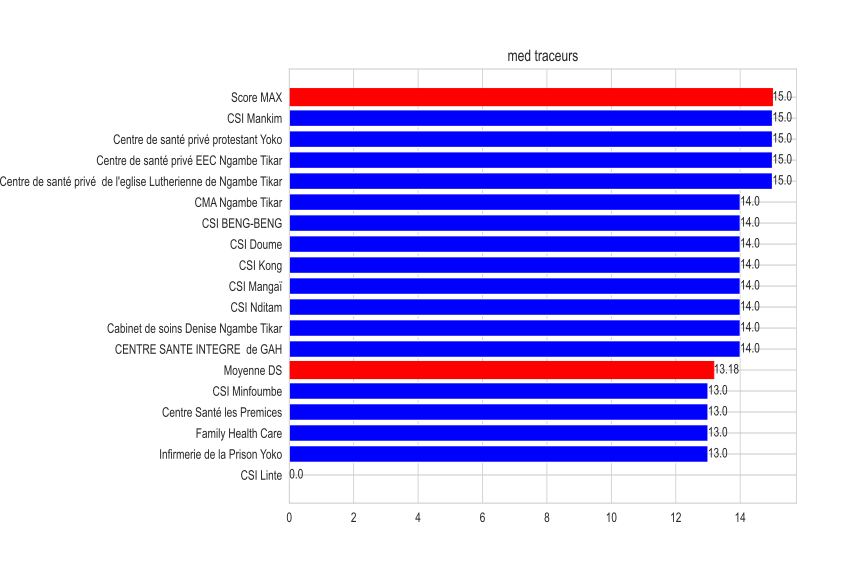 med traceurs
Score MAX 15.0
CSI Mankim 15.0
Centre de santé privé protestant Yoko 15.0
Centre de santé privé EEC Ngambe Tikar 15.0
Centre de santé privé  de l'eglise Lutherienne de Ngambe Tikar 15.0
CMA Ngambe Tikar 14.0
CSI BENG-BENG 14.0
CSI Doume 14.0
CSI Kong 14.0
CSI Mangaï 14.0
CSI Nditam 14.0
Cabinet de soins Denise Ngambe Tikar 14.0
CENTRE SANTE INTEGRE  de GAH 14.0
Moyenne DS 13.18
CSI Minfoumbe 13.0
Centre Santé les Premices 13.0
Family Health Care 13.0
Infirmerie de la Prison Yoko 13.0
CSI Linte 0.0
0 2 4 6 8 10 12 14